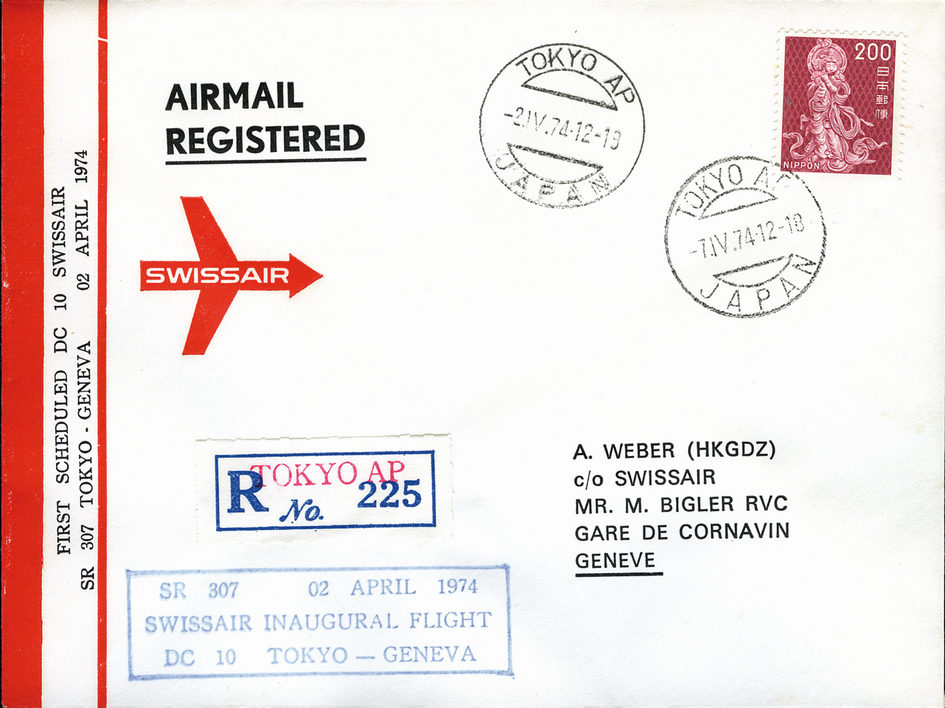 FIRST SCHEDULED DC 10 SWISSAIR
SR 307 TOKYO - GENEVA 02 APRIL 1974
AIRMAIL
REGISTERED
SWISSAIR
TOKYO AP
-2.IV.74.12-18
JAPAN
200
日本郵便
NIPPON
TOKYO AP
-7.IV.74.12-18
JAPAN
TOKYO AP
R No. 225
A. WEBER (HKGDZ)
c/o SWISSAIR
MR. M. BIGLER RVC
GARE DE CORNAVIN
GENEVE
SR 307 02 APRIL 1974
SWISSAIR INAUGURAL FLIGHT
DC 10 TOKYO — GENEVA